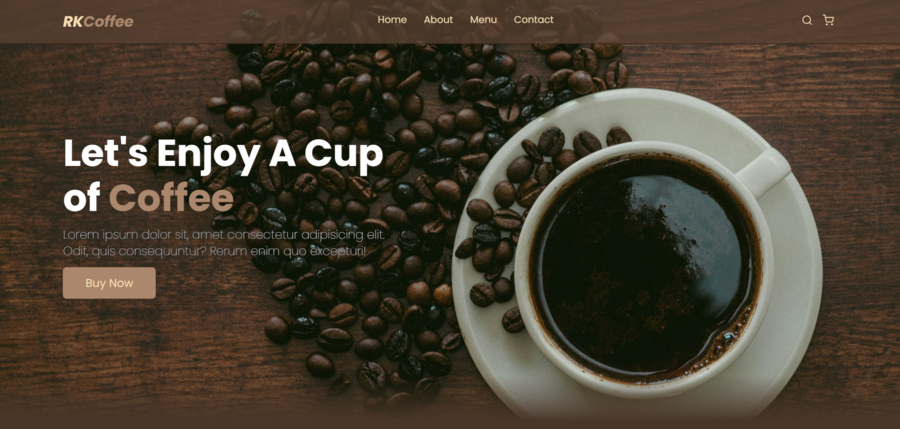 RKCoffee
Home About Menu Contact
Let's Enjoy A Cup
of Coffee
Lorem ipsum dolor sit, amet consectetur adipisicing elit.
Odit, quis consequuntur? Rerum enim quo excepturi!
Buy Now